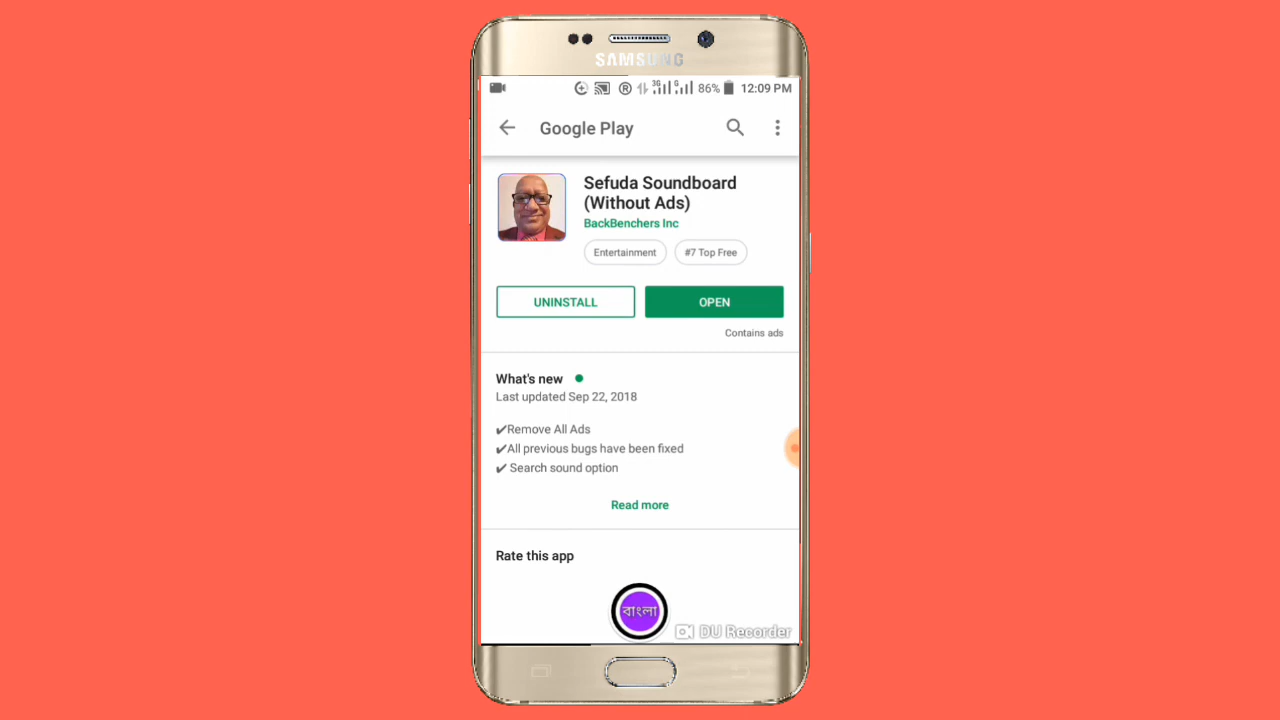 SAMSUNG
R 3G G 86% 12:09 PM
Google Play
Sefuda Soundboard
(Without Ads)
BackBenchers Inc
Entertainment #7 Top Free
UNINSTALL OPEN
Contains ads
What's new
Last updated Sep 22, 2018
✔Remove All Ads
✔All previous bugs have been fixed
✔ Search sound option
Read more
Rate this app
বাংলা
DU Recorder